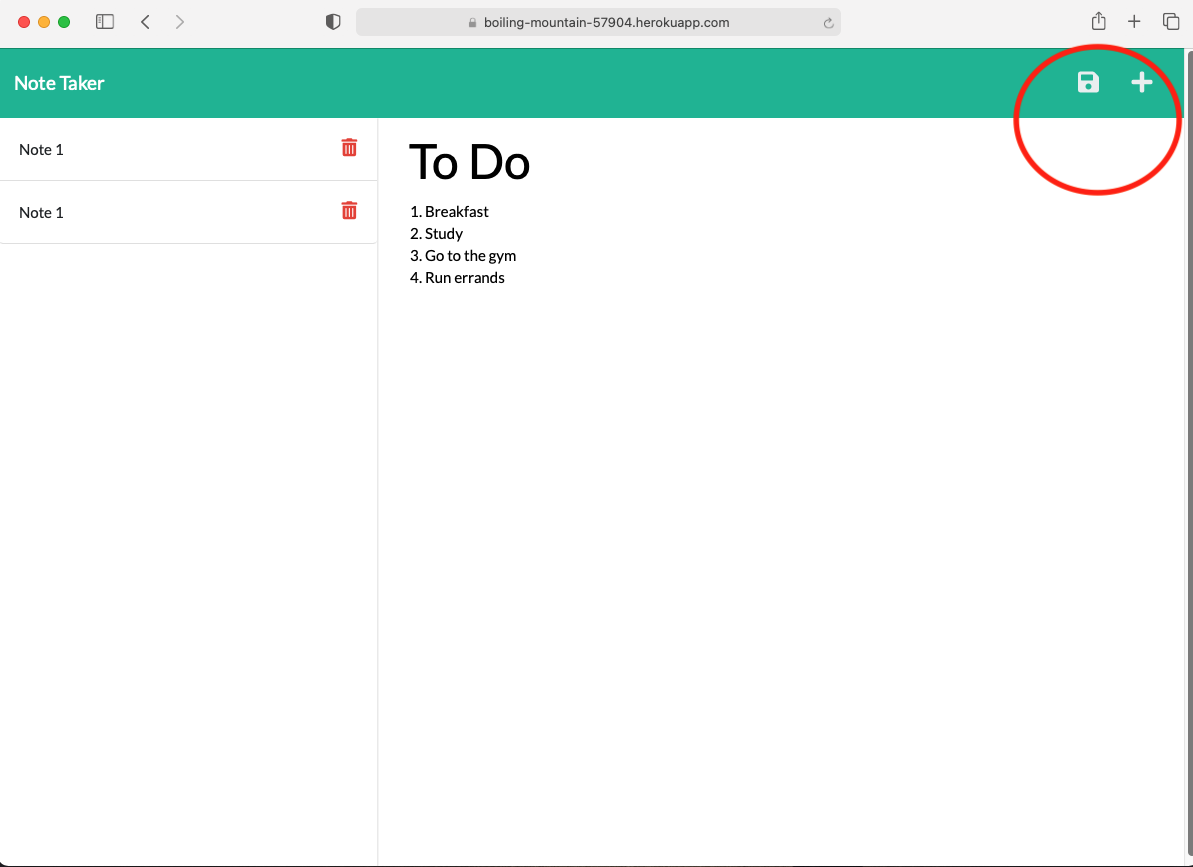 boiling-mountain-57904.herokuapp.com
Note Taker
Note 1
Note 1
To Do
1. Breakfast
2. Study
3. Go to the gym
4. Run errands